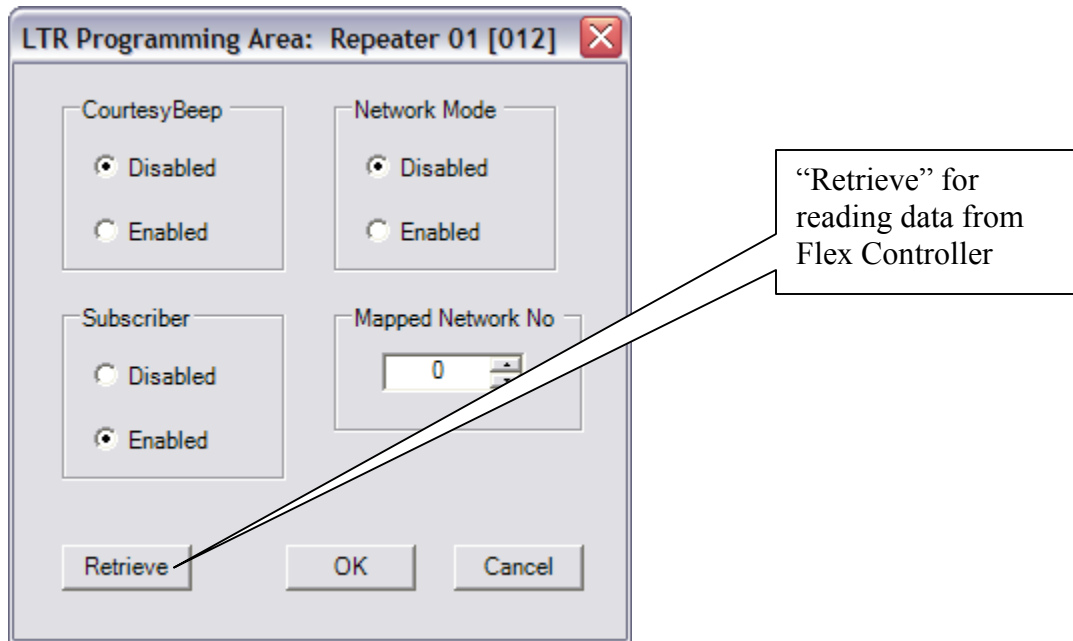 LTR Programming Area: Repeater 01 [012]
CourtesyBeep
Disabled
Enabled
Network Mode
Disabled
Enabled
Subscriber
Disabled
Enabled
Mapped Network No
0
Retrieve
OK
Cancel
“Retrieve” for
reading data from
Flex Controller